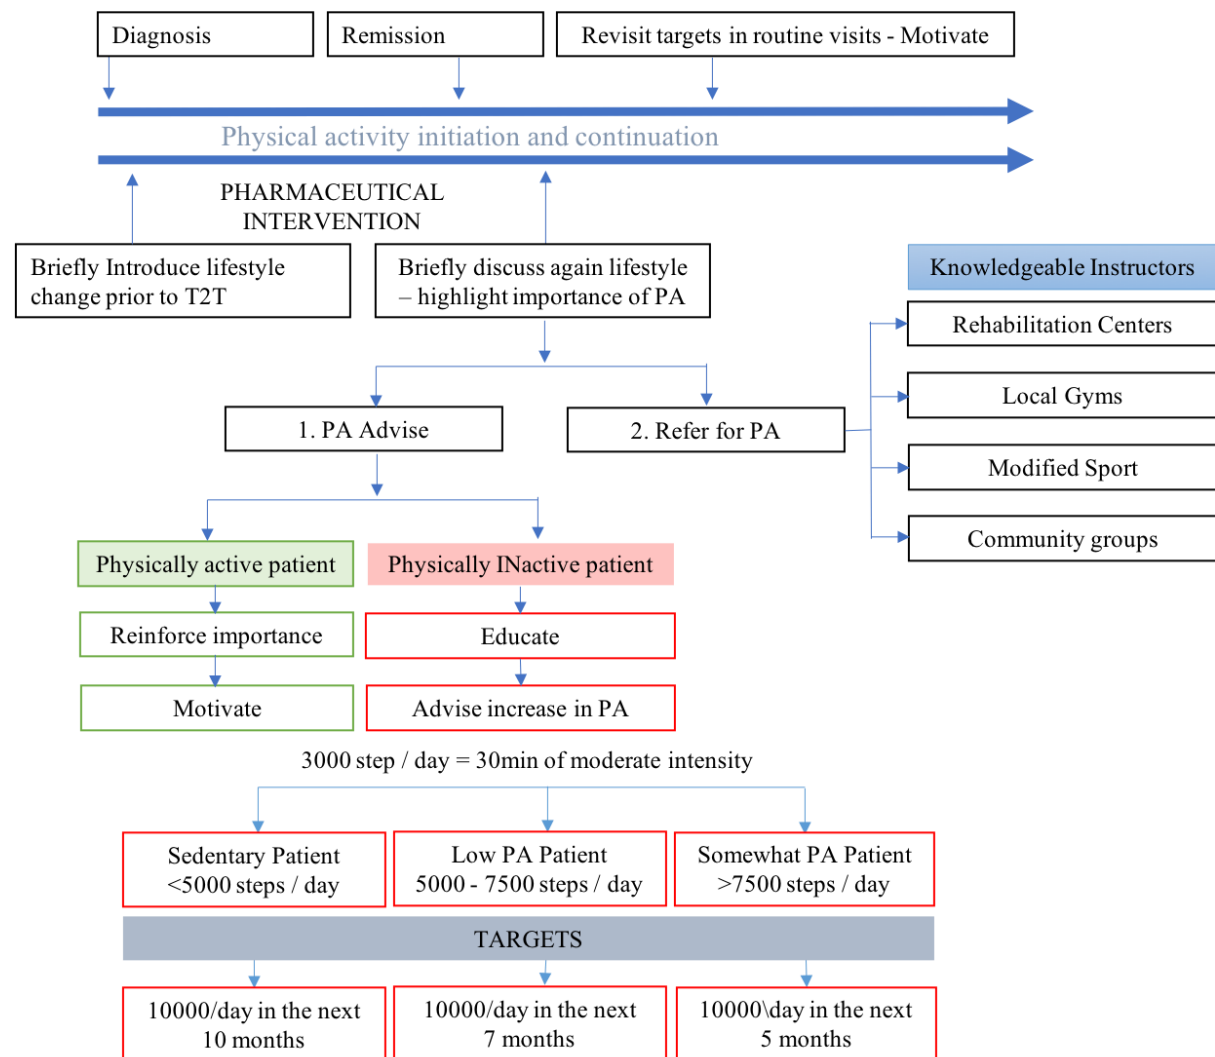 Diagnosis
Remission
Revisit targets in routine visits - Motivate
Physical activity initiation and continuation
PHARMACEUTICAL
INTERVENTION
Briefly Introduce lifestyle
change prior to T2T
Briefly discuss again lifestyle
– highlight importance of PA
Knowledgeable Instructors
Rehabilitation Centers
Local Gyms
Modified Sport
Community groups
1. PA Advise
2. Refer for PA
Physically active patient
Physically INactive patient
Reinforce importance
Educate
Motivate
Advise increase in PA
3000 step / day = 30min of moderate intensity
Sedentary Patient
<5000 steps / day
Low PA Patient
5000 - 7500 steps / day
Somewhat PA Patient
>7500 steps / day
TARGETS
10000/day in the next
10 months
10000/day in the next
7 months
10000\day in the next
5 months